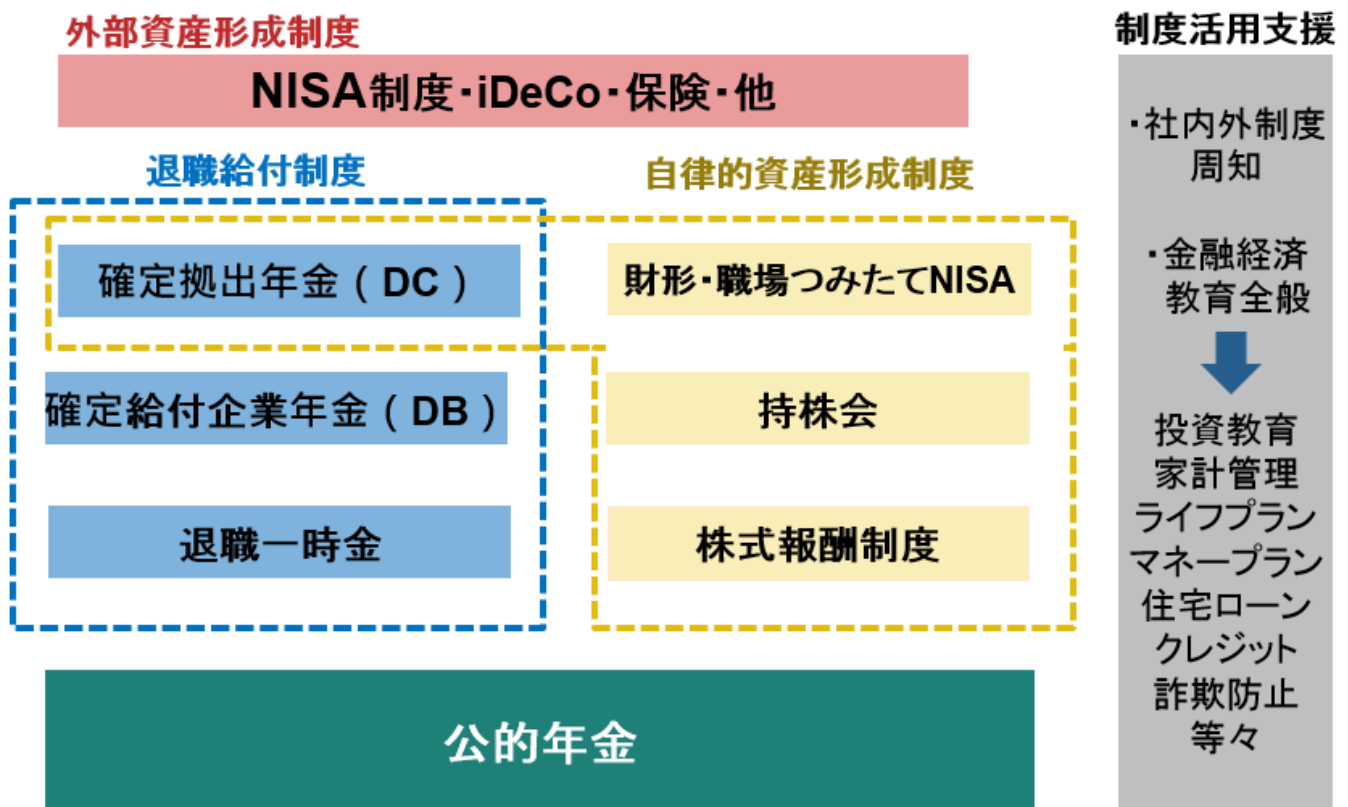 外部資産形成制度
NISA制度・iDeCo・保険・他
退職給付制度
自律的資産形成制度
確定拠出年金（DC）
財形・職場つみたてNISA
確定給付企業年金（DB）
持株会
退職一時金
株式報酬制度
公的年金
制度活用支援
・社内外制度
周知
・金融経済
教育全般
投資教育
家計管理
ライフプラン
マネープラン
住宅ローン
クレジット
詐欺防止
等々